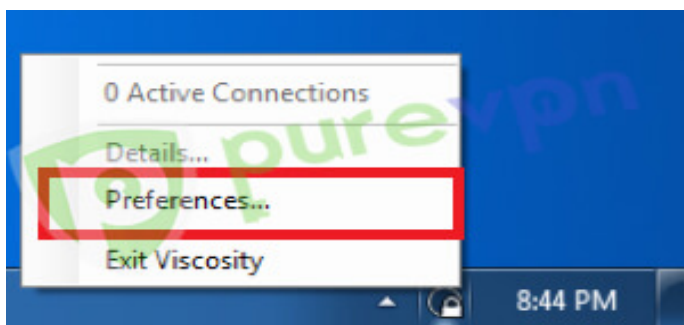 0 Active Connections
purevpn
Details...
Preferences...
Exit Viscosity
8:44 PM